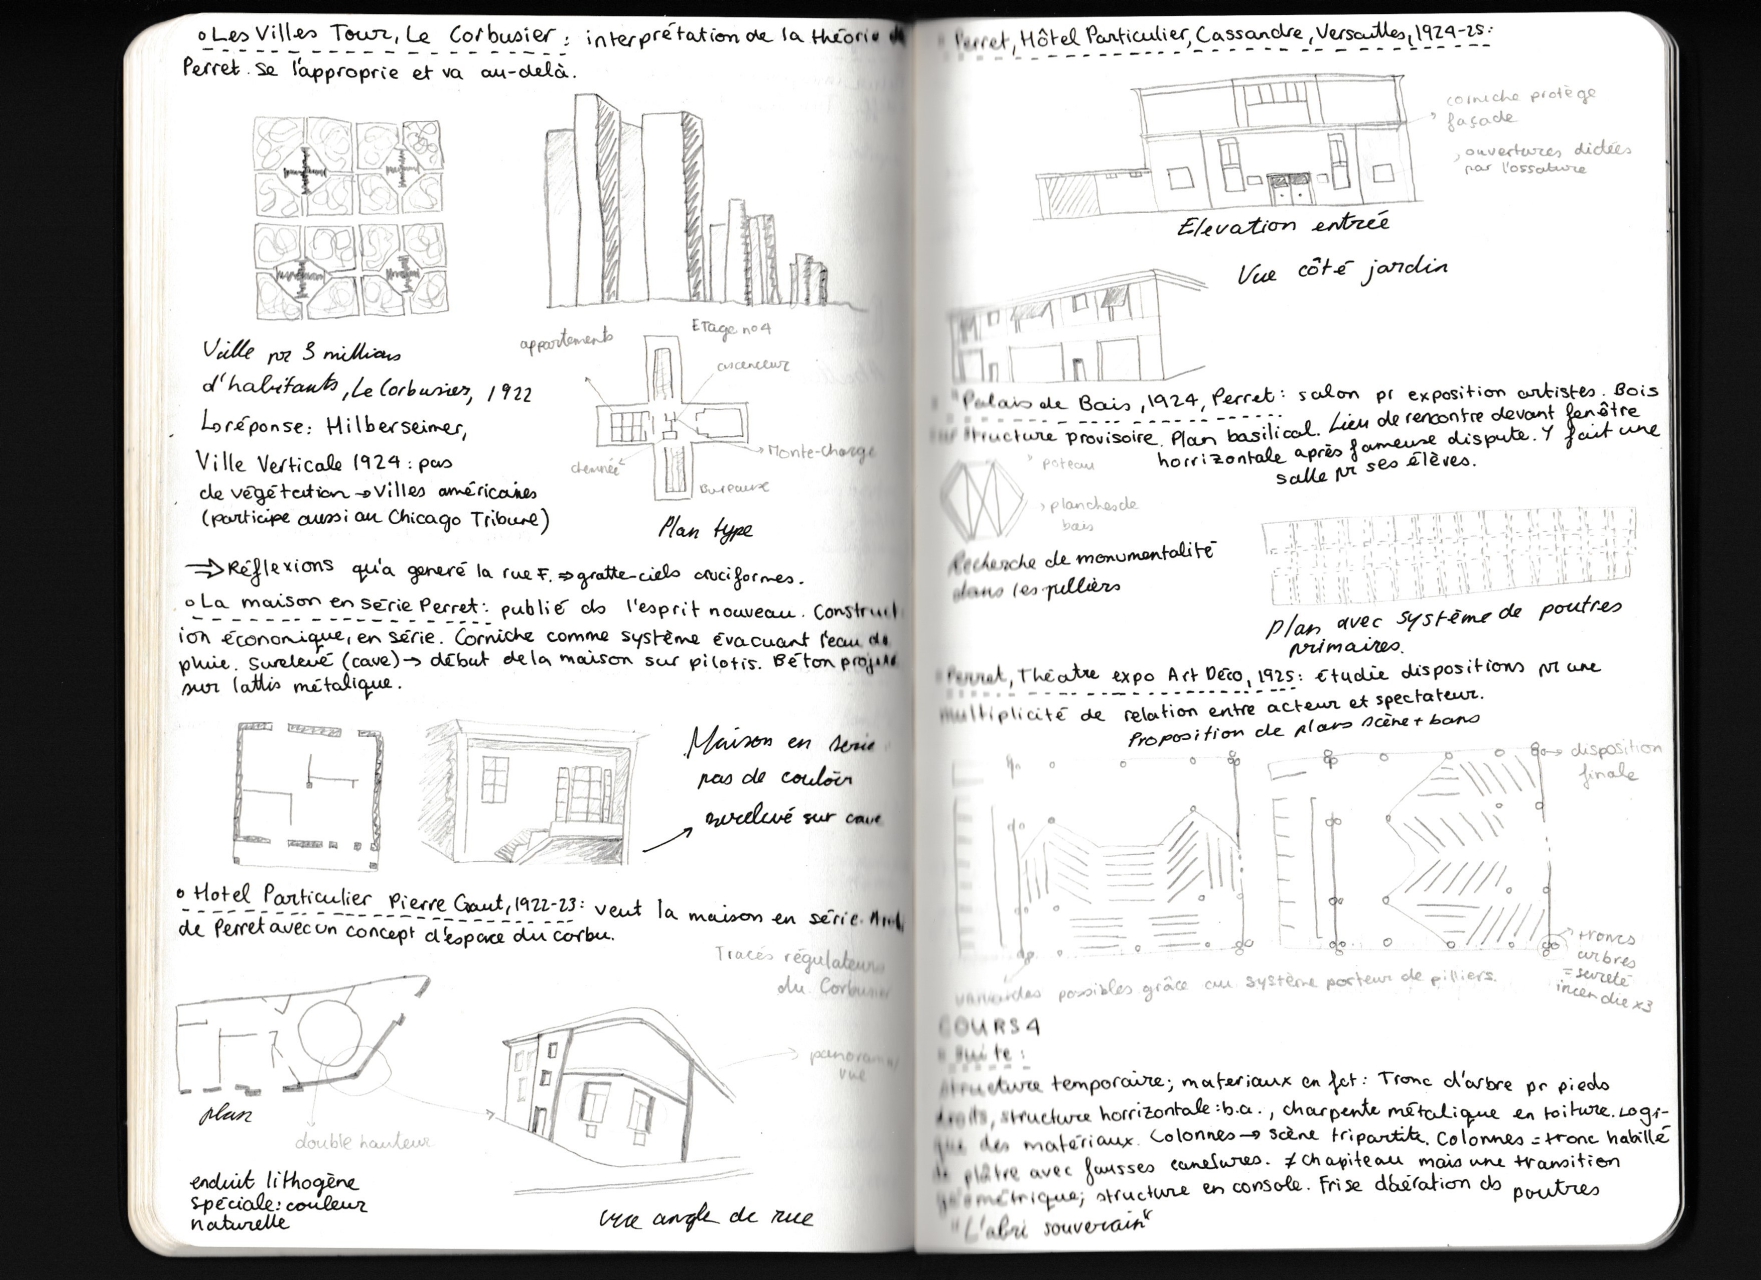 • Les Villes Tour, Le Corbusier : interprétation de la théorie de
Perret. Se l'approprie et va au-delà.
Ville pr 3 millions
d'habitants, Le Corbusier, 1922
↳ réponse: Hilberseimer,
Ville Verticale 1924 : pas
de végétation → villes américaines
(participe aussi au Chicago Tribune)
appartements
Etage no 4
ascenceur
Monte-charge
cheminée
Bureaux
Plan type
⇒ Réflexions qu'a generé la rue F. ⇒ gratte-ciels cruciformes.
• La maison en série Perret : publié ds l'esprit nouveau. Construct
ion économique, en série. Corniche comme système évacuant l'eau de
pluie. Surelevé (cave) → début de la maison sur pilotis. Béton projeté
sur lattis métalique.
Maison en serie
pas de couloir
surelevé sur cave
• Hotel Particulier Pierre Gaut, 1922-23 : veut la maison en série.
de Perret avec un concept d'espace du corbu.
Tracés régulateurs
du Corbusier
panorama/
vue
plan
double hauteur
enduit lithogène
spéciale : couleur
naturelle
vue angle de rue
Perret, Hôtel Particulier, Cassandre, Versailles, 1924-25 :
corniche protège
façade
ouvertures dictées
par l'ossature
Elevation entrée
Vue côté jardin
Palais de Bois, 1924, Perret : salon pr exposition artistes. Bois
sur structure provisoire. Plan basilical. Lieu de rencontre devant fenêtre
horrizontale après fameuse dispute. Y fait une
salle pr ses élèves.
poteau
planches de
bois
Recherche de monumentalité
dans les pilliers
Plan avec système de poutres
primaires.
Perret, Théatre expo Art Déco, 1925 : étudie dispositions pr une
multiplicité de relation entre acteur et spectateur.
Proposition de plans scène + bans
disposition
finale
troncs
arbres
= sureté
incendie x3
variantes possibles grâce au système porteur de pilliers.
COURS 4
Suite :
Structure temporaire ; materiaux en fct : Tronc d'arbre pr pieds
droits, structure horrizontale : b.a., charpente métalique en toiture. Logi-
que des matériaux. Colonnes → scène tripartite. Colonnes = tronc habillé
de plâtre avec fausses canelures. ≠ chapiteau mais une transition
géométrique ; structure en console. Frise d'aération ds poutres
"L'abri souverain"